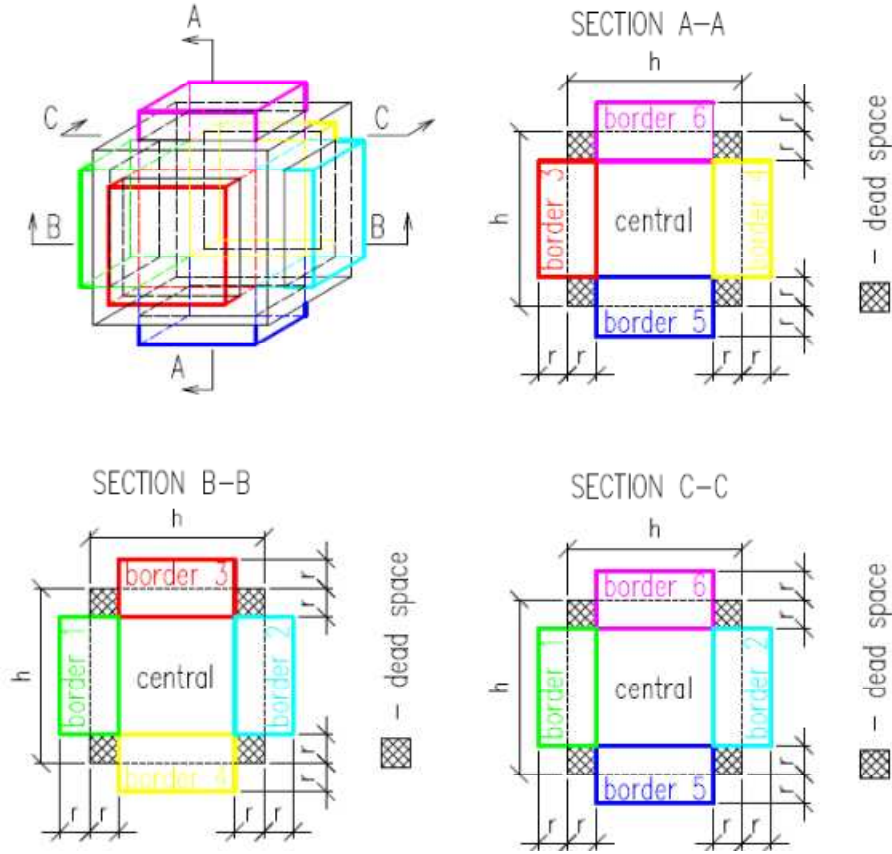 A
C
C
B
B
A
SECTION A–A
h
border 6
r
r
h
border 3
central
border 4
border 5
r
r
r
r
r
r
– dead space
SECTION B–B
h
border 3
r
r
h
border 1
central
border 2
border 4
r
r
r
r
r
r
– dead space
SECTION C–C
h
border 6
r
r
h
border 1
central
border 2
border 5
r
r
r
r
r
r
– dead space